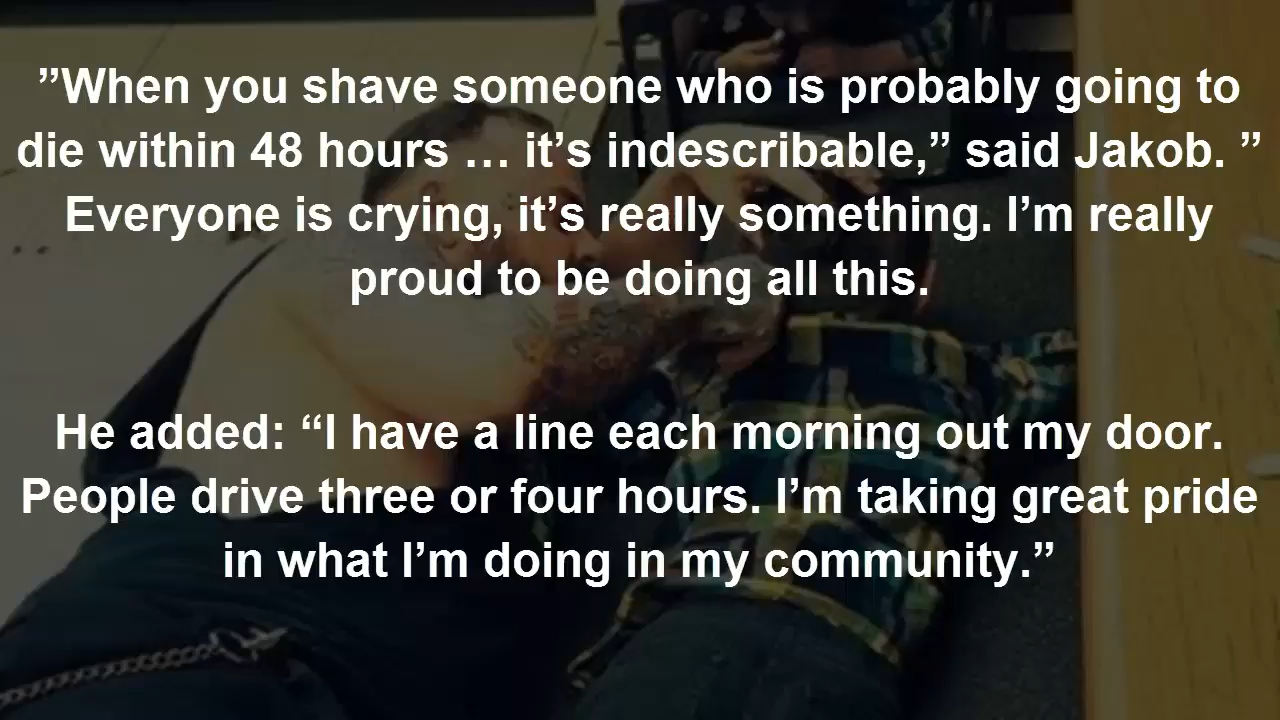 ”When you shave someone who is probably going to
die within 48 hours … it’s indescribable,” said Jakob. ”
Everyone is crying, it’s really something. I’m really
proud to be doing all this.
He added: “I have a line each morning out my door.
People drive three or four hours. I’m taking great pride
in what I’m doing in my community.”